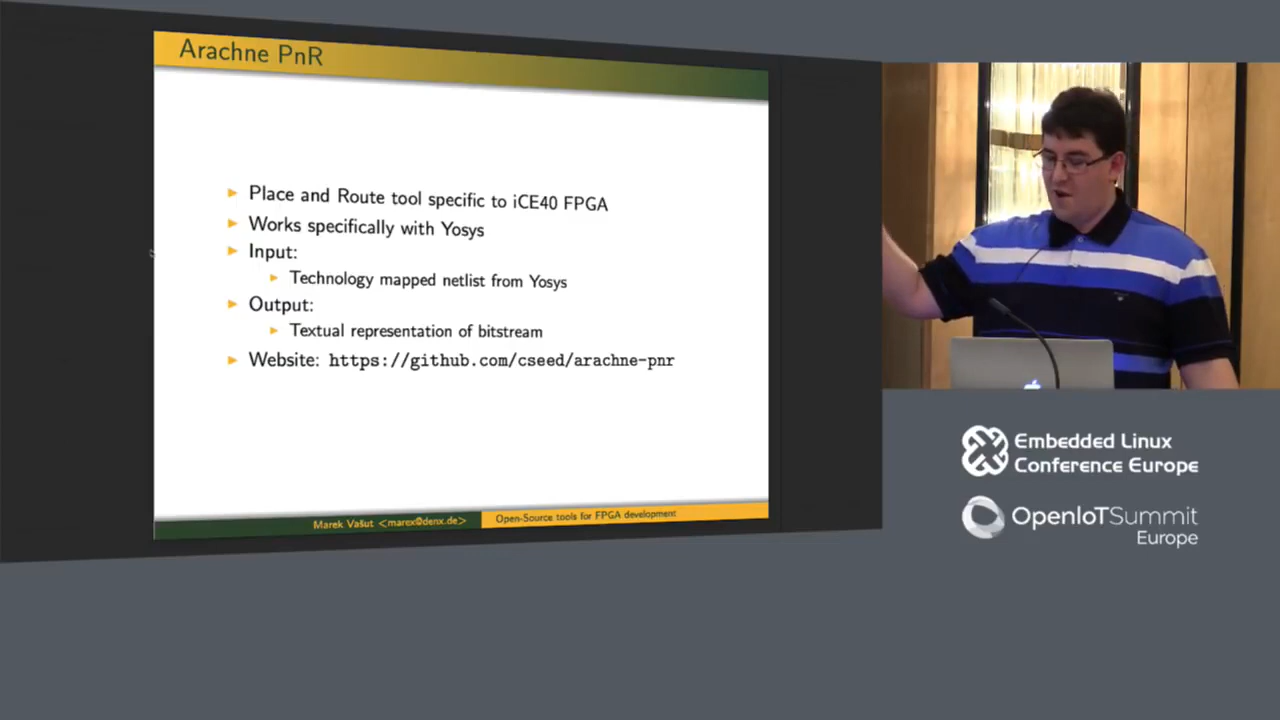 Arachne PnR
Place and Route tool specific to iCE40 FPGA
Works specifically with Yosys
Input:
Technology mapped netlist from Yosys
Output:
Textual representation of bitstream
Website: https://github.com/cseed/arachne-pnr
Marek Vašut <marex@denx.de>
Open-Source tools for FPGA development
Embedded Linux
Conference Europe
OpenIoTSummit
Europe